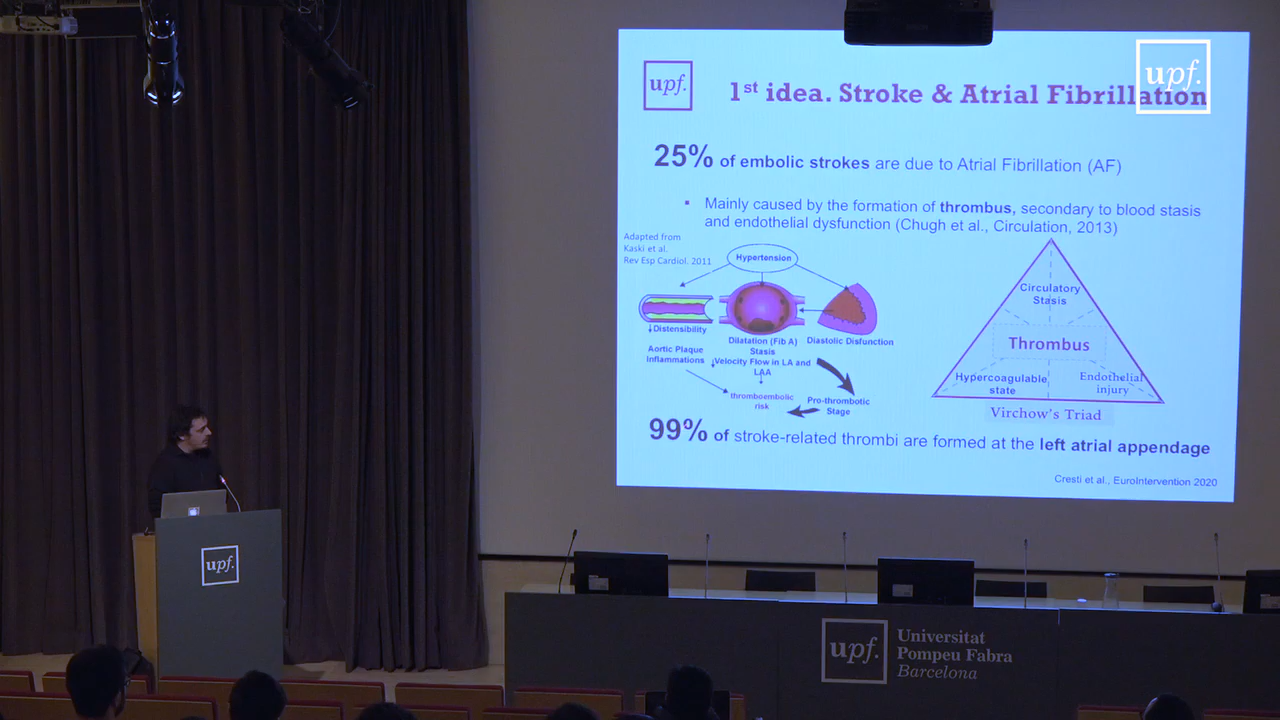 upf.
upf.
1st idea. Stroke & Atrial Fibrillation
25% of embolic strokes are due to Atrial Fibrillation (AF)
▪ Mainly caused by the formation of thrombus, secondary to blood stasis
and endothelial dysfunction (Chugh et al., Circulation, 2013)
Adapted from
Kaski et al.
Rev Esp Cardiol. 2011
Hypertension
↓Distensibility
Aortic Plaque
Inflammations
Dilatation (Fib A)
Stasis
↓Velocity Flow in LA and
LAA
Diastolic Disfunction
thromboembolic
risk
Pro-thrombotic
Stage
Circulatory
Stasis
Thrombus
Hypercoagulable
state
Endothelial
injury
Virchow's Triad
99% of stroke-related thrombi are formed at the left atrial appendage
Cresti et al., EuroIntervention 2020
upf.
upf.
Universitat
Pompeu Fabra
Barcelona